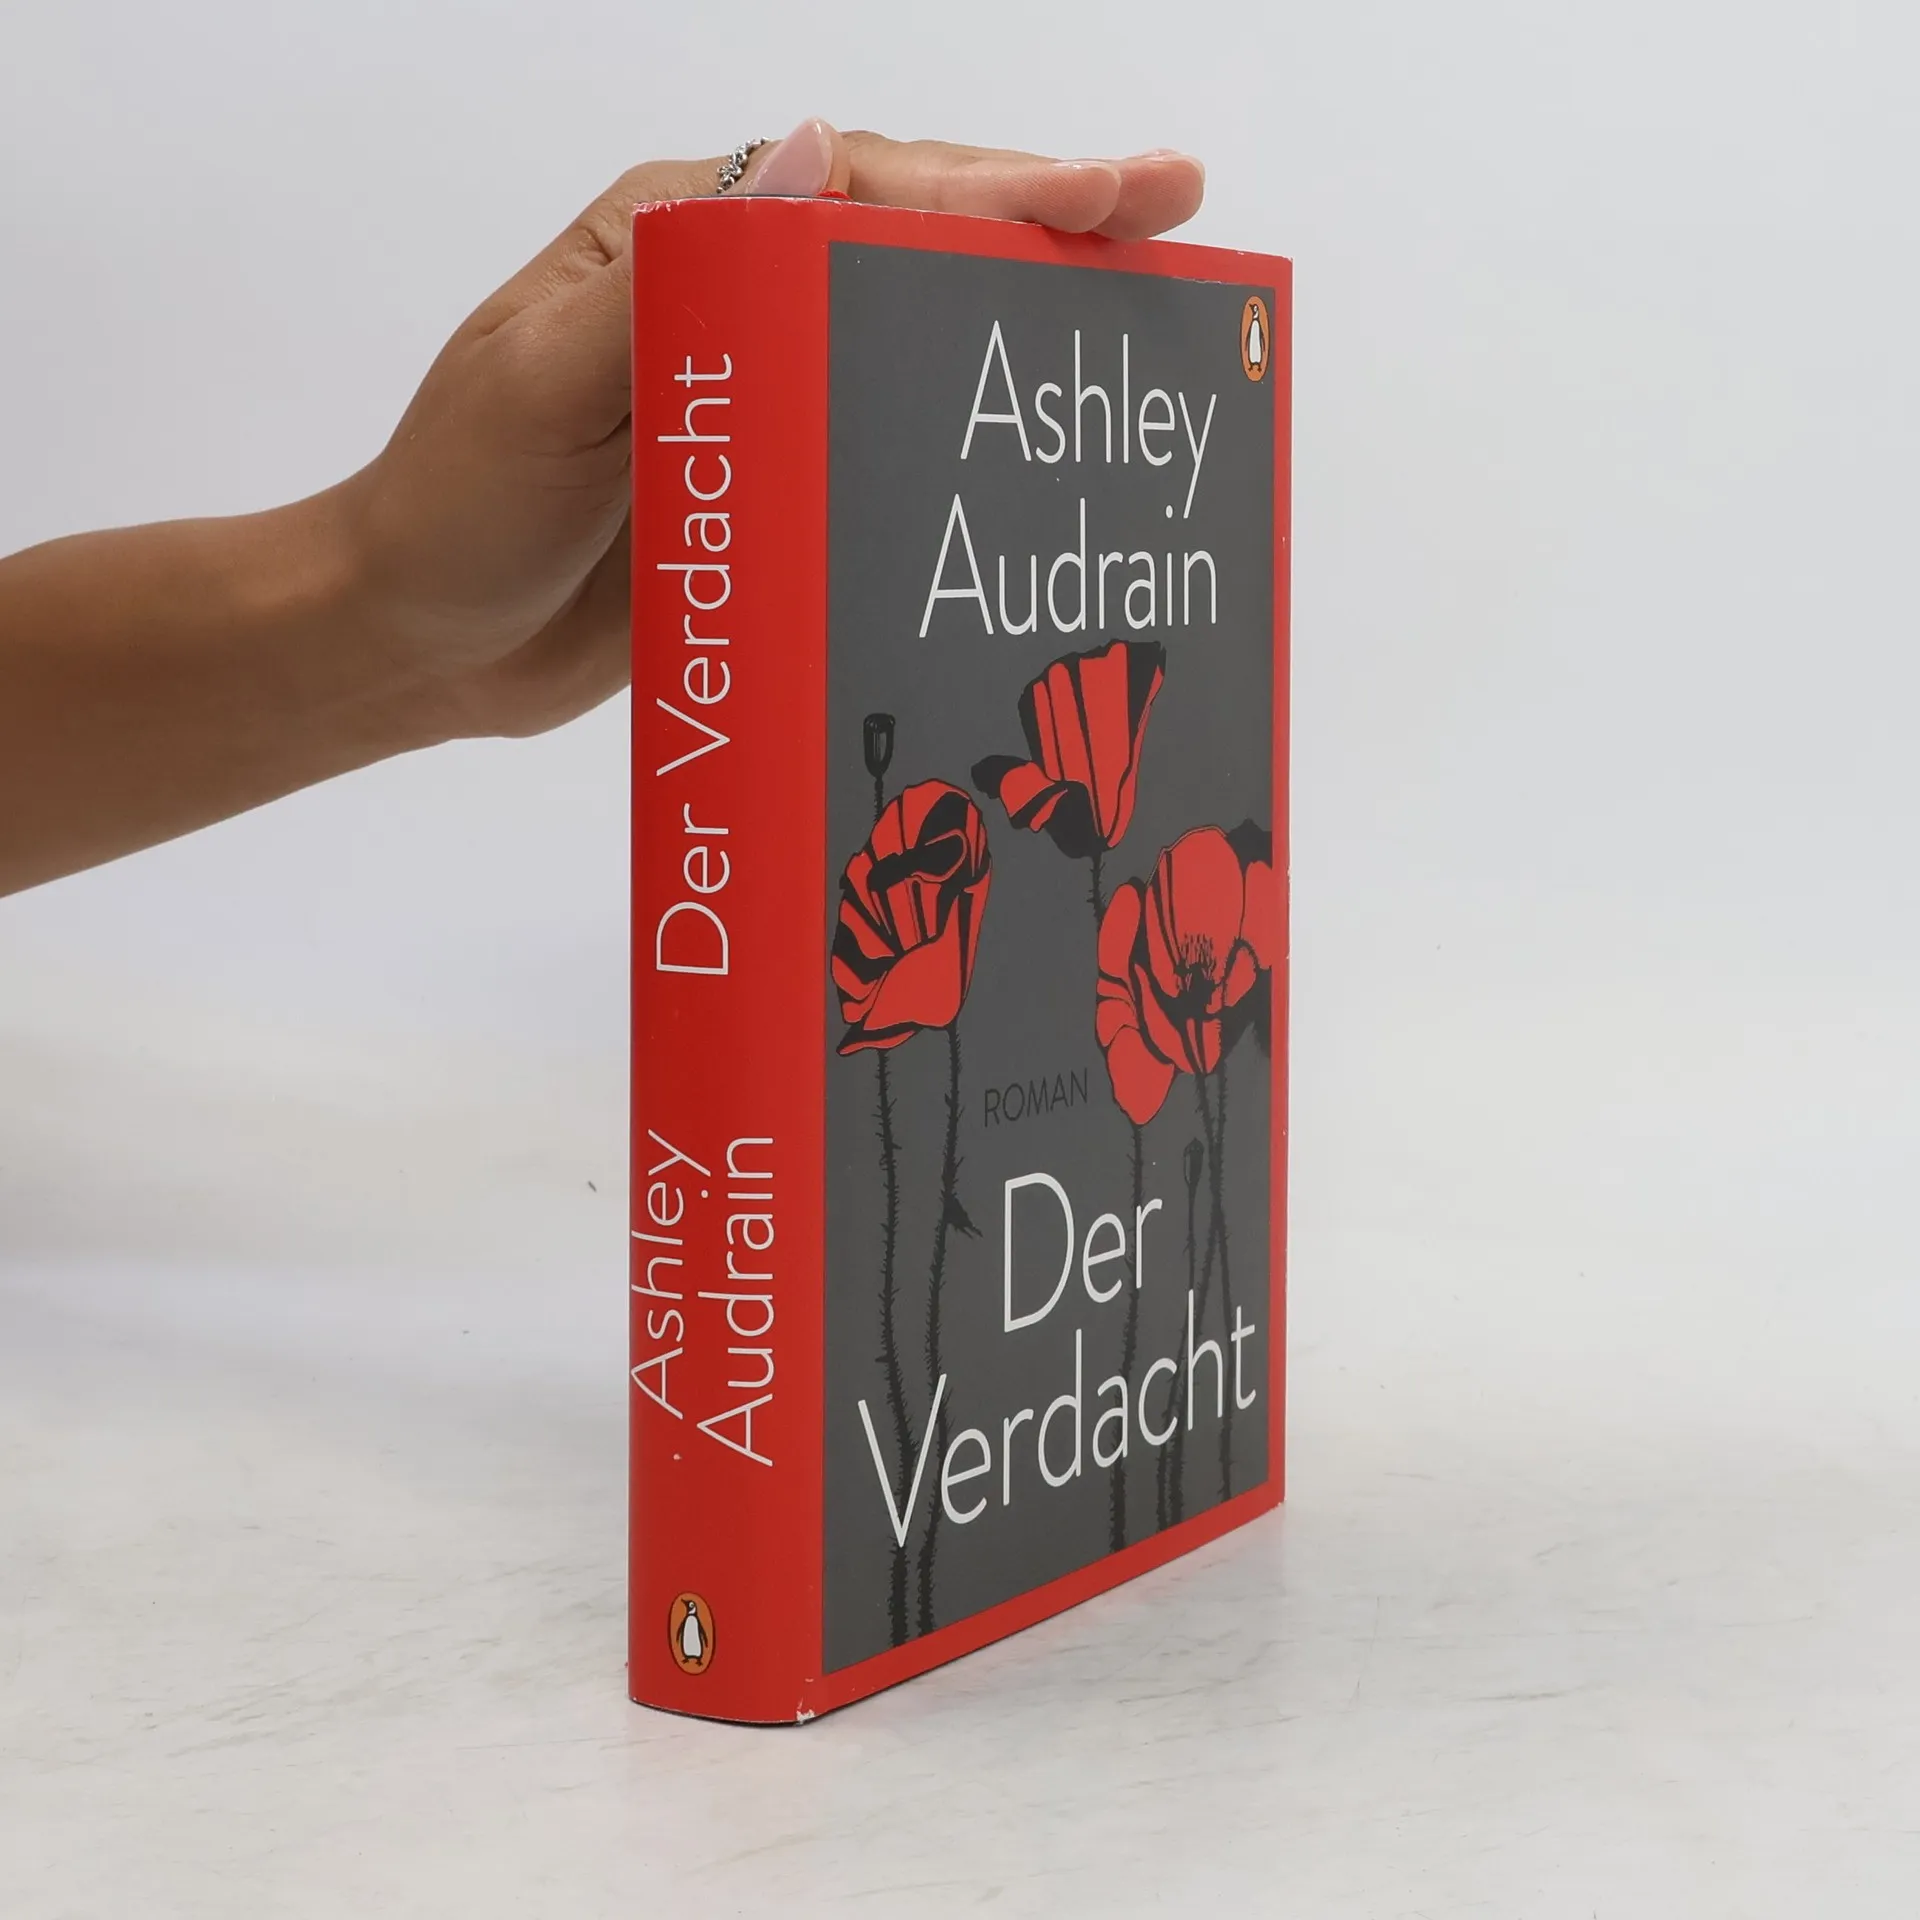 Der Verdacht
Ashley
Audrain
Ashley
Audrain
ROMAN
Der
Verdacht